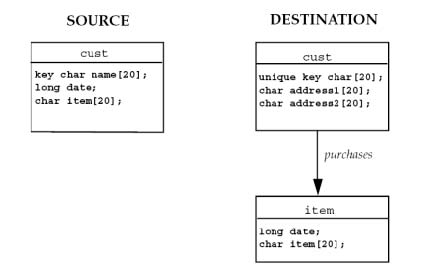 SOURCE
cust
key char name[20];
long date;
char item[20];
DESTINATION
cust
unique key char[20];
char address1[20];
char address2[20];
purchases
item
long date;
char item[20];